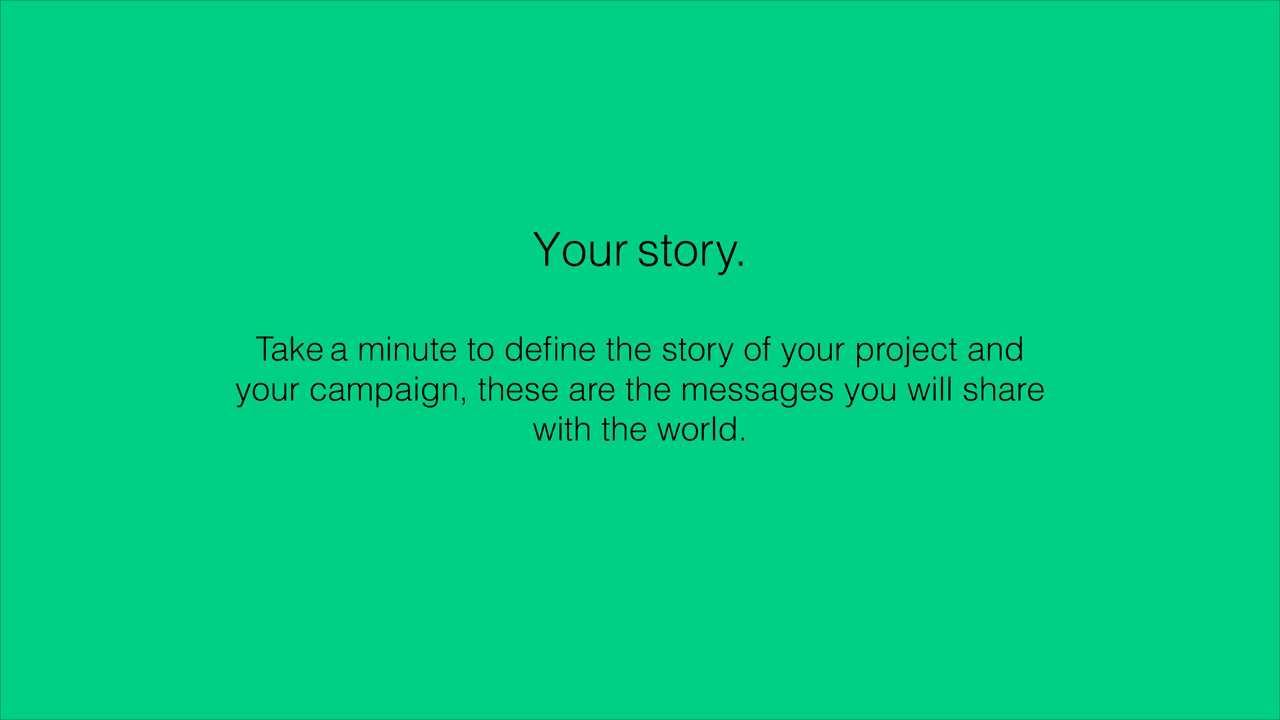 Your story.
Take a minute to define the story of your project and
your campaign, these are the messages you will share
with the world.